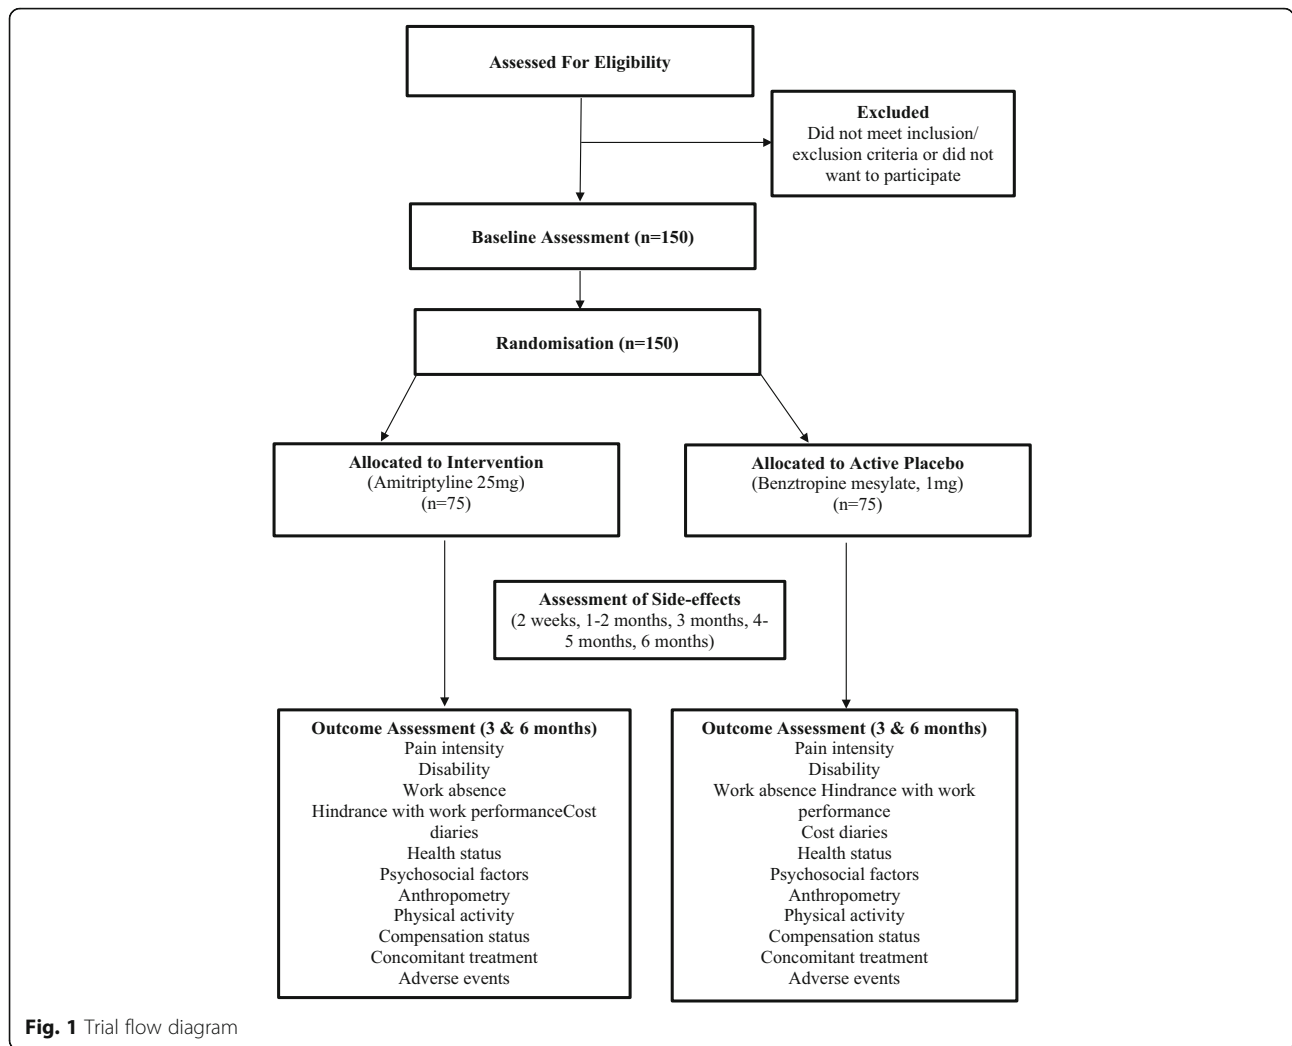 Assessed For Eligibility
Excluded
Did not meet inclusion/
exclusion criteria or did not
want to participate
Baseline Assessment (n=150)
Randomisation (n=150)
Allocated to Intervention
(Amitriptyline 25mg)
(n=75)
Allocated to Active Placebo
(Benztropine mesylate, 1mg)
(n=75)
Assessment of Side-effects
(2 weeks, 1-2 months, 3 months, 4-
5 months, 6 months)
Outcome Assessment (3 & 6 months)
Pain intensity
Disability
Work absence
Hindrance with work performanceCost
diaries
Health status
Psychosocial factors
Anthropometry
Physical activity
Compensation status
Concomitant treatment
Adverse events
Outcome Assessment (3 & 6 months)
Pain intensity
Disability
Work absence Hindrance with work
performance
Cost diaries
Health status
Psychosocial factors
Anthropometry
Physical activity
Compensation status
Concomitant treatment
Adverse events
Fig. 1 Trial flow diagram